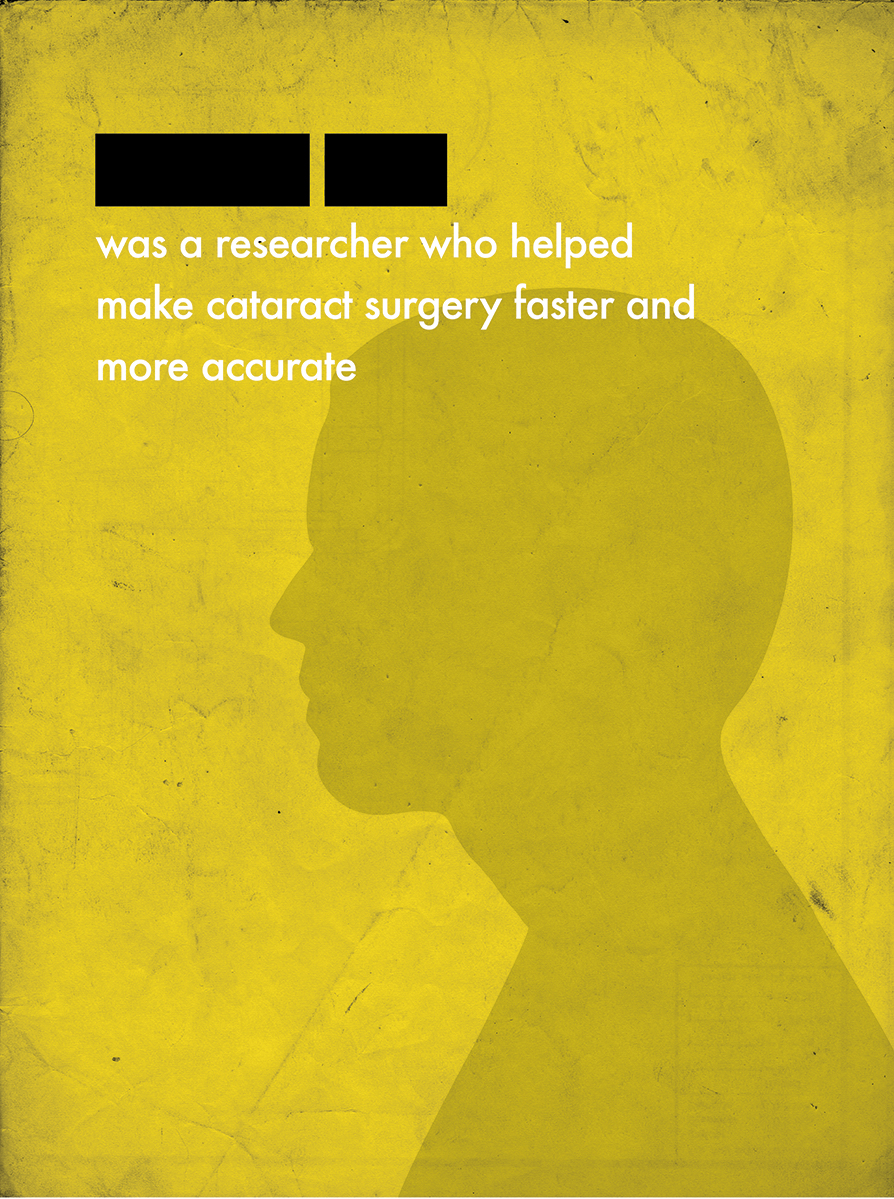 was a researcher who helped
make cataract surgery faster and
more accurate